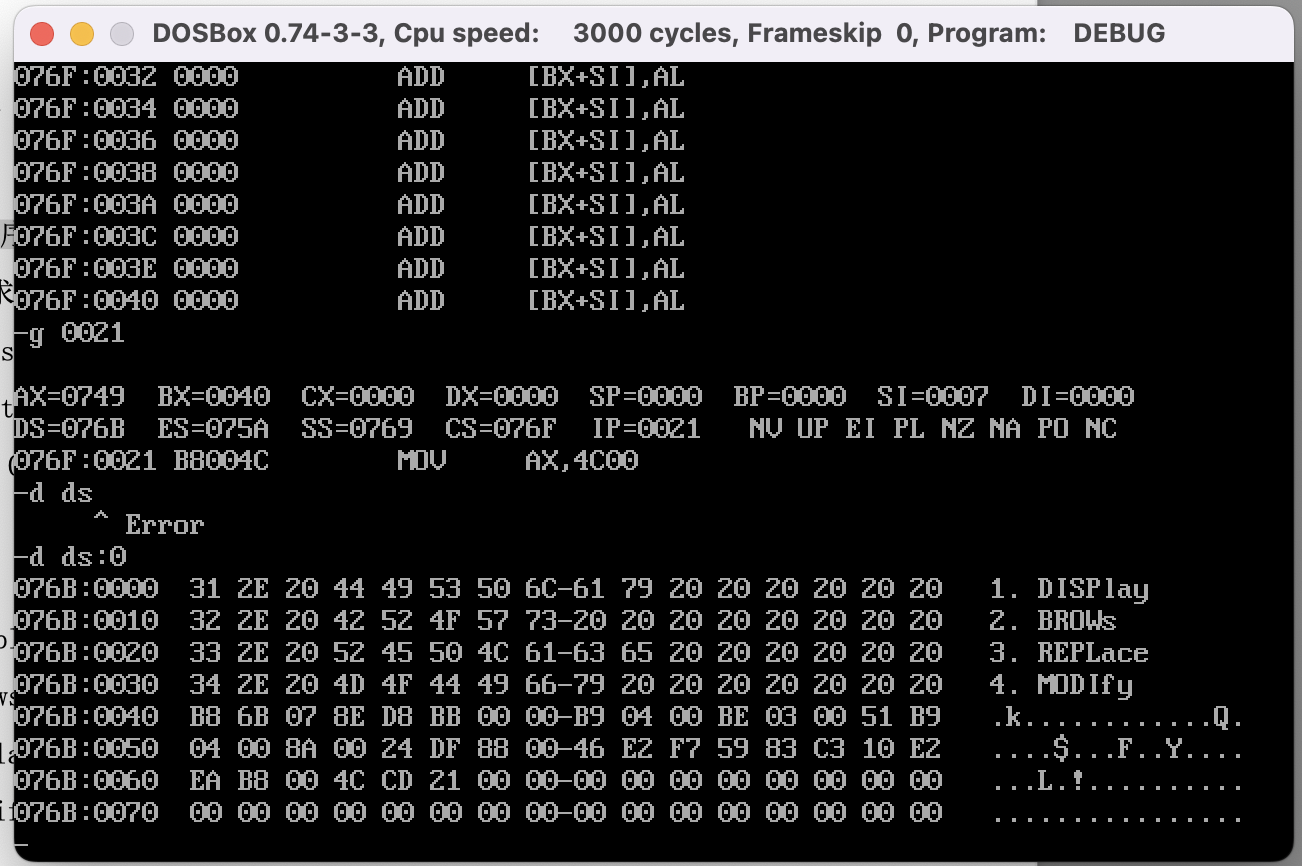 DOSBox 0.74-3-3, Cpu speed: 3000 cycles, Frameskip 0, Program: DEBUG
076F:0032 0000 ADD [BX+SI],AL
076F:0034 0000 ADD [BX+SI],AL
076F:0036 0000 ADD [BX+SI],AL
076F:0038 0000 ADD [BX+SI],AL
076F:003A 0000 ADD [BX+SI],AL
076F:003C 0000 ADD [BX+SI],AL
076F:003E 0000 ADD [BX+SI],AL
076F:0040 0000 ADD [BX+SI],AL
-g 0021
AX=0749 BX=0040 CX=0000 DX=0000 SP=0000 BP=0000 SI=0007 DI=0000
DS=076B ES=075A SS=0769 CS=076F IP=0021 NV UP EI PL NZ NA PO NC
076F:0021 B8004C MOV AX,4C00
-d ds
^ Error
-d ds:0
076B:0000 31 2E 20 44 49 53 50 6C-61 79 20 20 20 20 20 20 1. DISPlay
076B:0010 32 2E 20 42 52 4F 57 73-20 20 20 20 20 20 20 20 2. BROWs
076B:0020 33 2E 20 52 45 50 4C 61-63 65 20 20 20 20 20 20 3. REPLace
076B:0030 34 2E 20 4D 4F 44 49 66-79 20 20 20 20 20 20 20 4. MODIfy
076B:0040 B8 6B 07 8E D8 BB 00 00-B9 04 00 BE 03 00 51 B9 .k............Q.
076B:0050 04 00 8A 00 24 DF 88 00-46 E2 F7 59 83 C3 10 E2 ....$...F..Y....
076B:0060 EA B8 00 4C CD 21 00 00-00 00 00 00 00 00 00 00 ...L.!..........
076B:0070 00 00 00 00 00 00 00 00-00 00 00 00 00 00 00 00 ................
-